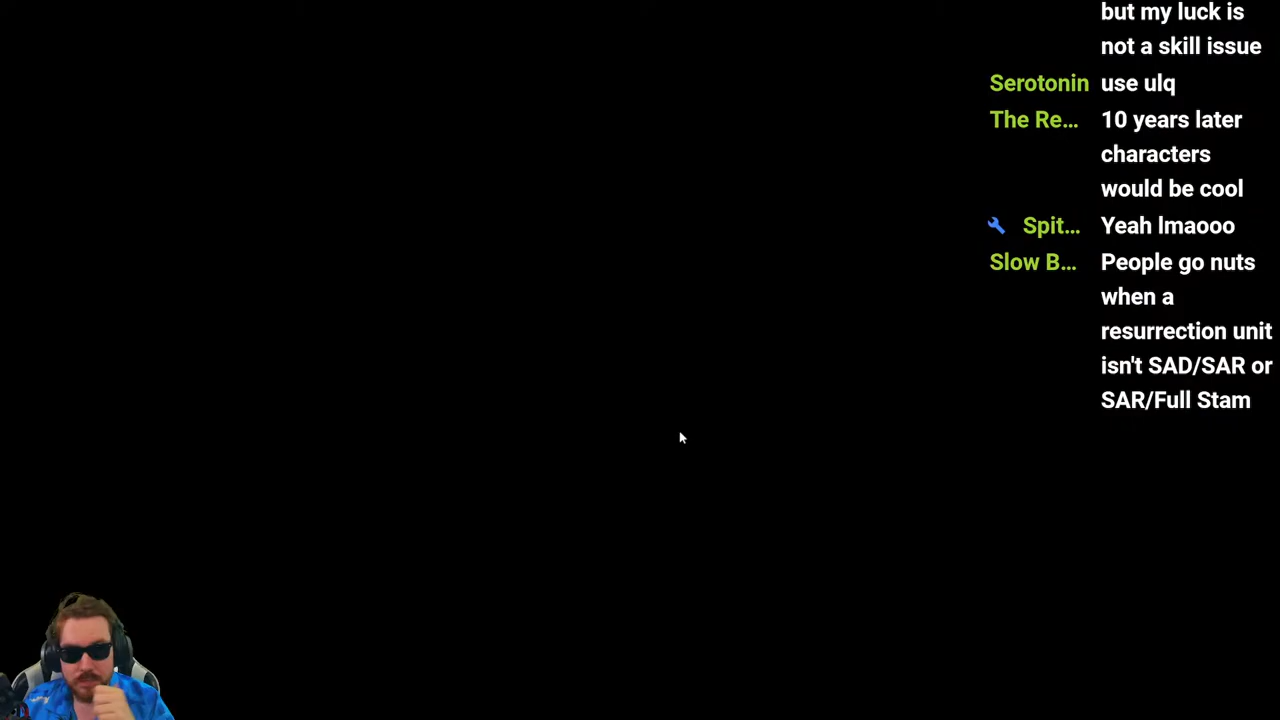 but my luck is
not a skill issue
Serotonin use ulq
The Re... 10 years later
characters
would be cool
Spit... Yeah lmaooo
Slow B... People go nuts
when a
resurrection unit
isn't SAD/SAR or
SAR/Full Stam